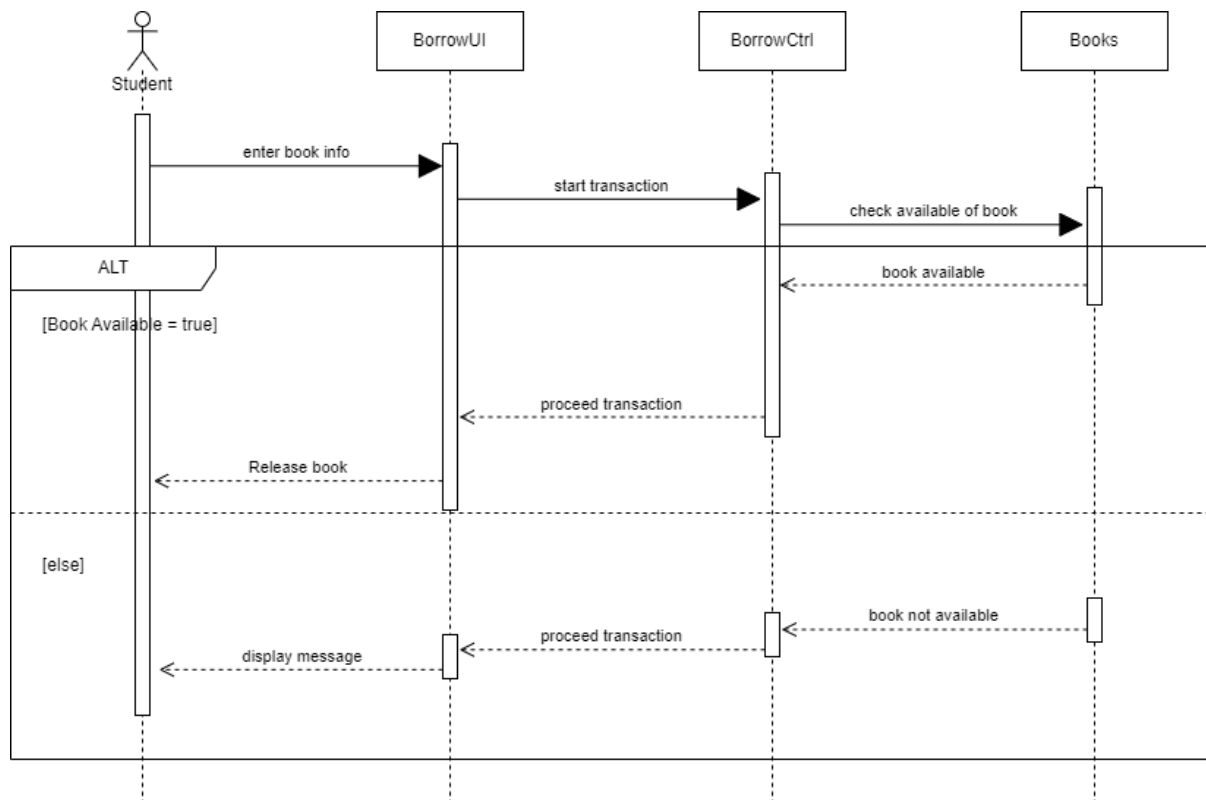 Student
BorrowUI
BorrowCtrl
Books
enter book info
start transaction
check available of book
ALT
book available
[Book Available = true]
proceed transaction
Release book
[else]
book not available
proceed transaction
display message